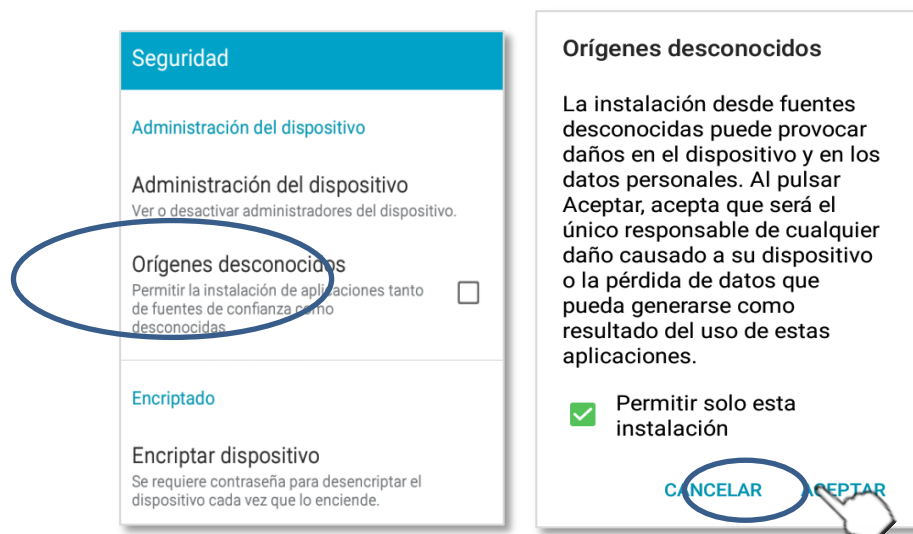 Seguridad
Administración del dispositivo
Administración del dispositivo
Ver o desactivar administradores del dispositivo.
Orígenes desconocidos
Permitir la instalación de aplicaciones tanto
de fuentes de confianza como
desconocidas.
Encriptado
Encriptar dispositivo
Se requiere contraseña para desencriptar el
dispositivo cada vez que lo enciende.
Orígenes desconocidos
La instalación desde fuentes
desconocidas puede provocar
daños en el dispositivo y en los
datos personales. Al pulsar
Aceptar, acepta que será el
único responsable de cualquier
daño causado a su dispositivo
o la pérdida de datos que
pueda generarse como
resultado del uso de estas
aplicaciones.
Permitir solo esta
instalación
CANCELAR ACEPTAR